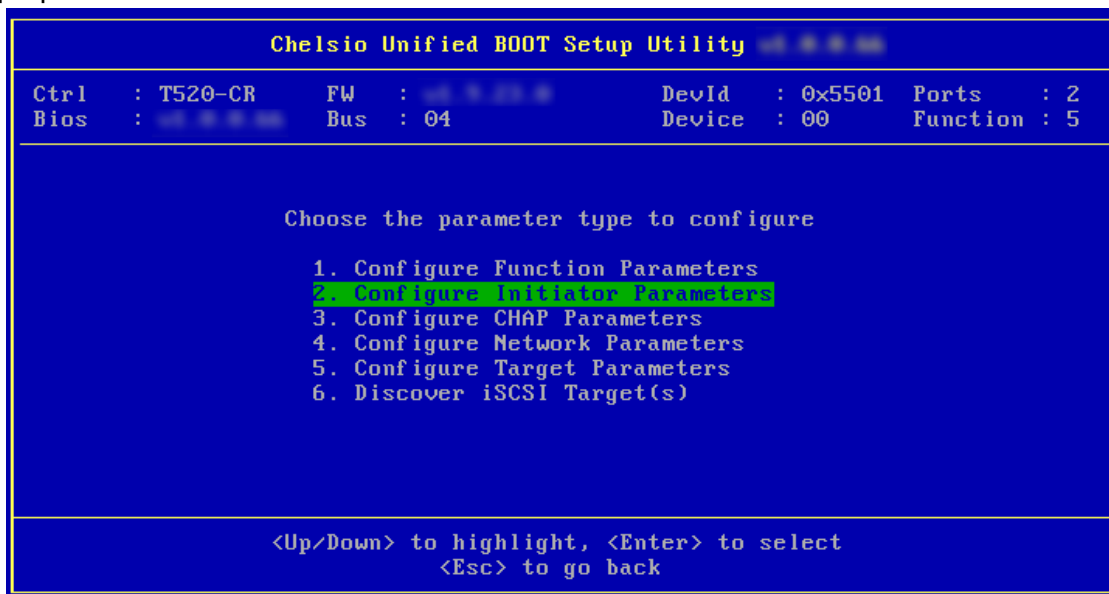 Chelsio Unified BOOT Setup Utility
Ctrl : T520-CR FW : DevId : 0x5501 Ports : 2
Bios : Bus : 04 Device : 00 Function : 5
Choose the parameter type to configure
1. Configure Function Parameters
2. Configure Initiator Parameters
3. Configure CHAP Parameters
4. Configure Network Parameters
5. Configure Target Parameters
6. Discover iSCSI Target(s)
<Up/Down> to highlight, <Enter> to select
<Esc> to go back